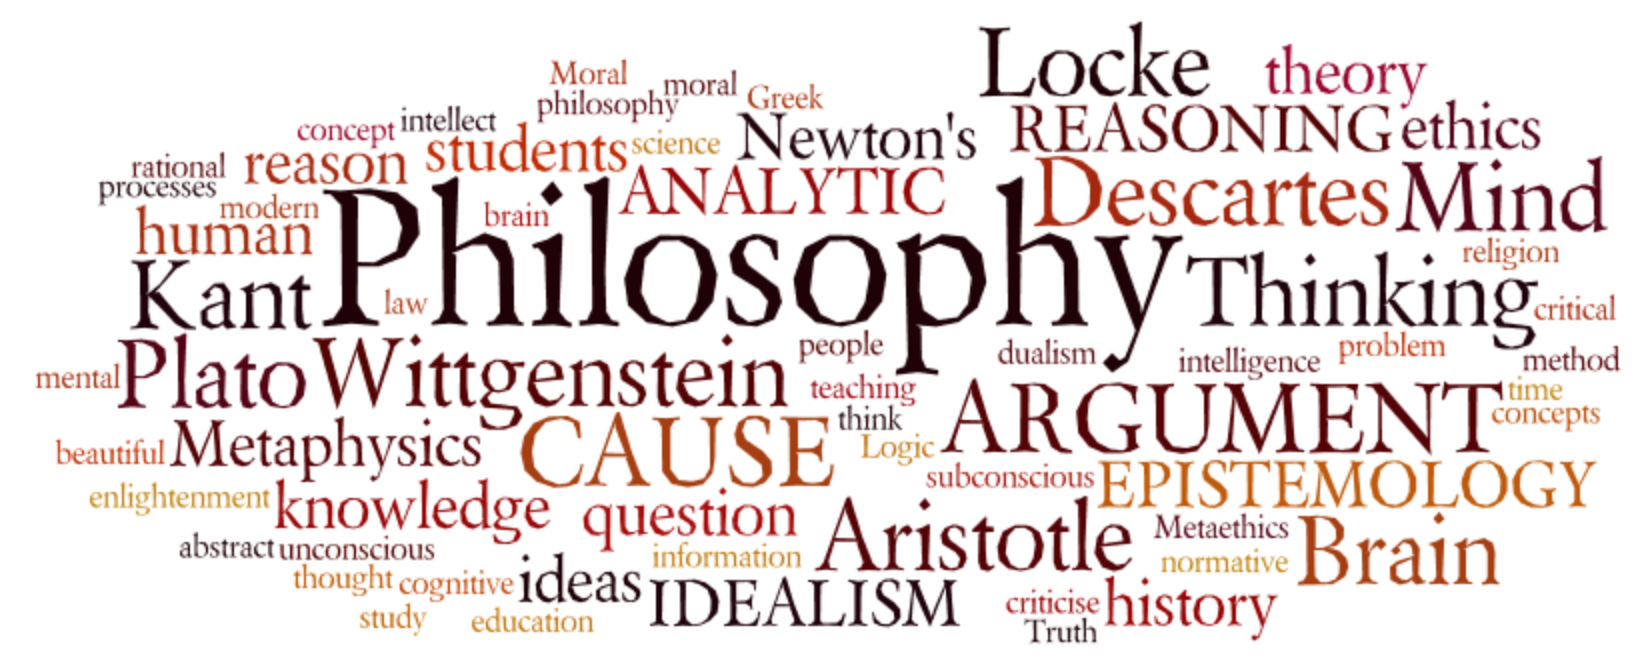 Locke theory
Moral moral Greek
philosophy
concept intellect Newton's REASONING ethics
rational reason students science
processes ANALYTIC Descartes Mind
modern brain
human Philosophy religion
Kant law Thinking critical
people dualism intelligence problem method
mental Plato Wittgenstein teaching time
think ARGUMENT concepts
beautiful Metaphysics CAUSE Logic
subconscious EPISTEMOLOGY
enlightenment knowledge question Aristotle Metaethics Brain
abstract unconscious information normative
thought cognitive ideas IDEALISM criticise history
study education Truth